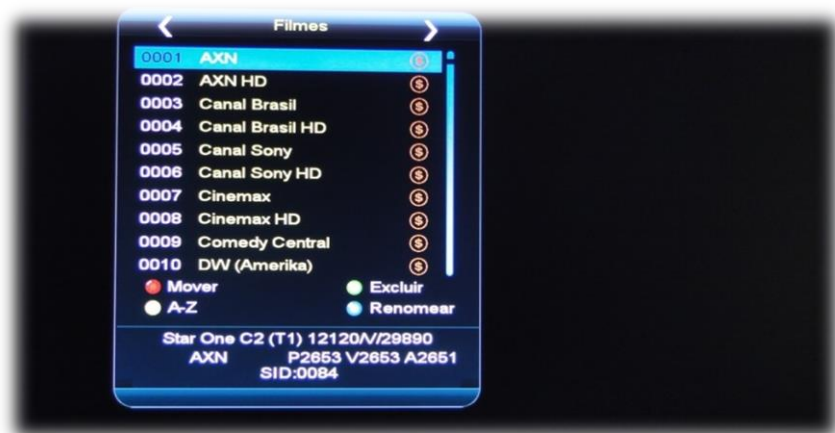 Filmes
0001 AXN
0002 AXN HD
0003 Canal Brasil
0004 Canal Brasil HD
0005 Canal Sony
0006 Canal Sony HD
0007 Cinemax
0008 Cinemax HD
0009 Comedy Central
0010 DW (Amerika)
Mover Excluir
A-Z Renomear
Star One C2 (T1) 12120/V/29890
AXN P2653 V2653 A2651
SID:0084